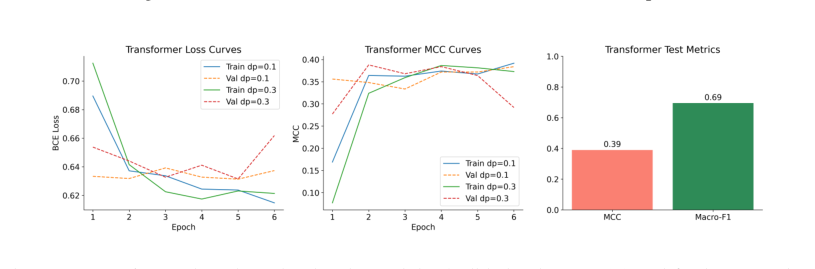 Transformer Loss Curves
Train dp=0.1
Val dp=0.1
Train dp=0.3
Val dp=0.3
0.70
0.68
0.66
0.64
0.62
BCE Loss
1 2 3 4 5 6
Epoch
Transformer MCC Curves
0.40
0.35
0.30
0.25
0.20
0.15
0.10
MCC
Train dp=0.1
Val dp=0.1
Train dp=0.3
Val dp=0.3
1 2 3 4 5 6
Epoch
Transformer Test Metrics
1.0
0.8
0.6
0.4
0.2
0.0
0.39
0.69
MCC Macro-F1